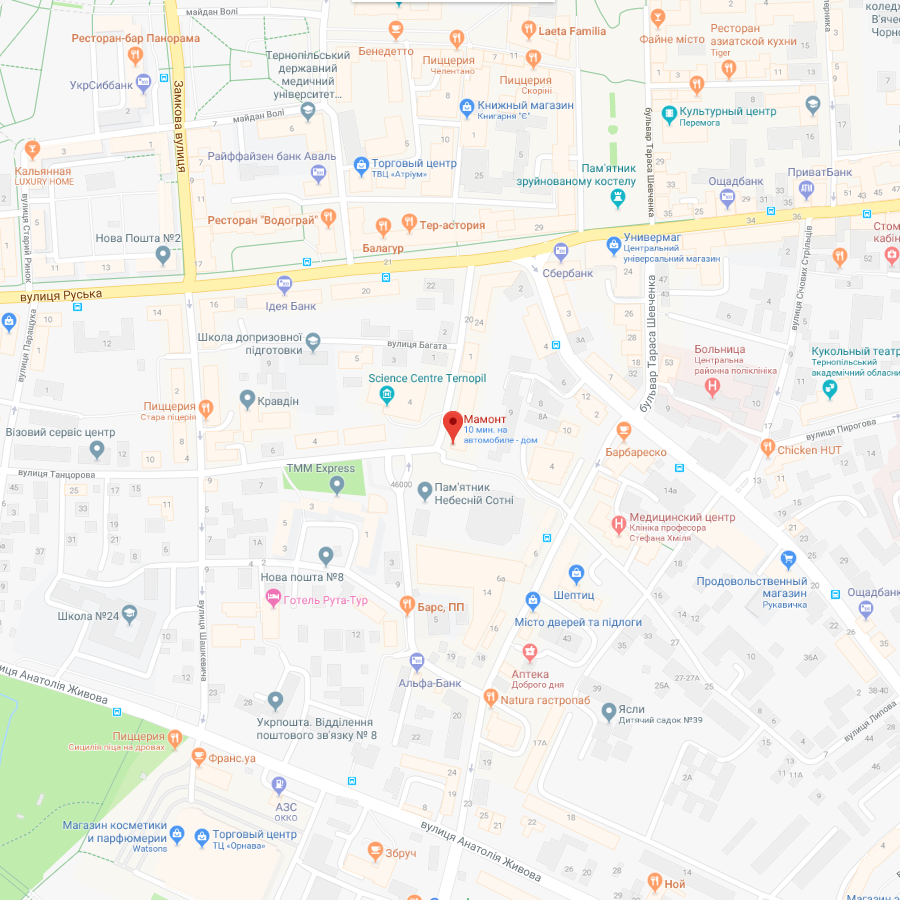 майдан Волі
Ресторан-бар Панорама
УкрСиббанк
Замкова вулиця
Бенедетто
Пиццерия
Челентано
Laeta Familia
Пиццерия
Скоріні
Файне місто
Ресторан
азиатской кухни
Tiger
Тернопільський
державний
медичний
університет...
майдан Волі
Книжный магазин
Книгарня "Є"
Культурный центр
Перемога
бульвар Тараса Шевченка
Кальянная
LUXURY HOME
вулиця Старий Ринок
Райффайзен банк Аваль
Торговый центр
ТВЦ «Атріум»
Пам'ятник
зруйнованому костелу
Ощадбанк
ПриватБанк
Ресторан "Водограй"
Балагур
Тер-астория
Нова Пошта №2
Универмаг
Центральний
універсальний магазин
Сбербанк
Стом
кабін
вулиця Руська
Ідея Банк
вулиця Паращука
Школа допризовної
підготовки
вулиця Багата
бульвар Тараса Шевченка
вулиця Січових Стрільців
Больница
Центральна
районна поліклініка
Кукольный театр
Тернопільський
академічний обласни
Science Centre Ternopil
Кравдін
Пиццерия
Стара піцерія
Мамонт
10 мин. на
автомобиле - дом
Візовий сервіс центр
вулиця Танцорова
Барбареско
Chicken HUT
вулиця Пирогова
ТММ Express
46000
Пам'ятник
Небесній Сотні
Медицинский центр
Клініка професора
Стефана Хміля
Нова пошта №8
Готель Рута-Тур
Школа №24
вулиця Шашкевича
Барс, ПП
Шептиц
Місто дверей та підлоги
Продовольственный
магазин
Рукавичка
Ощадбанк
Альфа-Банк
Аптека
Доброго дня
Natura гастропаб
Ясли
Дитячий садок №39
вулиця Липова
иця Анатолія Живова
Укрпошта. Відділення
поштового зв'язку № 8
Пиццерия
Сицилія піца на дровах
Франс.уа
АЗС
ОККО
Магазин косметики
и парфюмерии
Watsons
Торговый центр
ТЦ «Орнава»
Збруч
вулиця Анатолія Живова
Ной